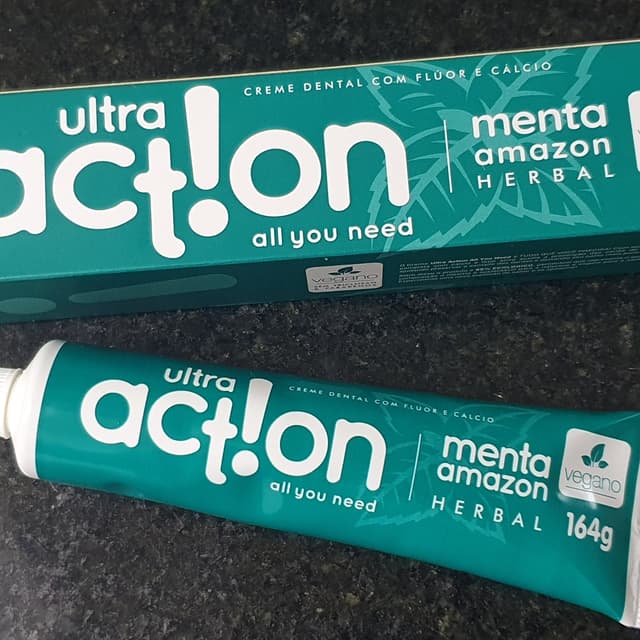 CREME DENTAL COM FLÚOR E CÁLCIO
ultra
act!on
all you need
menta
amazon
HERBAL
vegano
ultra
act!on
CREME DENTAL COM FLÚOR E CÁLCIO
all you need
menta
amazon
HERBAL
vegano
164g